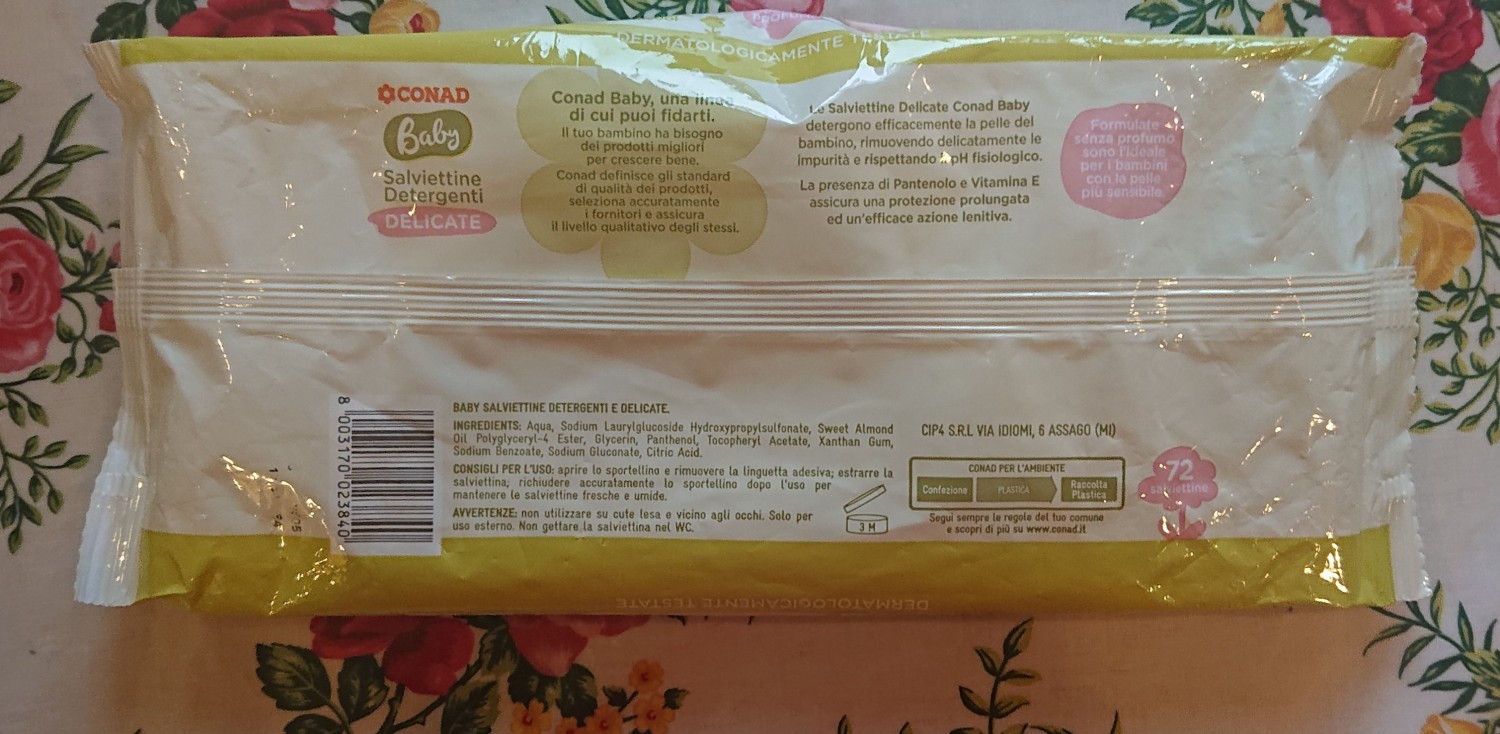 DERMATOLOGICAMENTE
CONAD
Baby
Salviettine
Detergenti
DELICATE
Conad Baby, una
di cui puoi fidarti.
Il tuo bambino ha bisogno
dei prodotti migliori
per crescere bene.
Conad definisce gli standard
di qualità dei prodotti,
seleziona accuratamente
i fornitori e assicura
il livello qualitativo degli stessi.
Salviettine Delicate Conad Baby
detergono efficacemente la pelle del
bambino, rimuovendo delicatamente le
impurità e rispettando pH fisiologico.
La presenza di Pantenolo e Vitamina E
assicura una protezione prolungata
ed un'efficace azione lenitiva.
Formulate
senza profumo
sono l'ideale
per i bambini
con la pelle
più sensibile.
8 003170 023840
BABY SALVIETTINE DETERGENTI E DELICATE.
INGREDIENTS: Aqua, Sodium Laurylglucoside Hydroxypropylsulfonate, Sweet Almond
Oil Polyglyceryl-4 Ester, Glycerin, Panthenol, Tocopheryl Acetate, Xanthan Gum,
Sodium Benzoate, Sodium Gluconate, Citric Acid.
CONSIGLI PER L'USO: aprire lo sportellino e rimuovere la linguetta adesiva; estrarre la
salviettina; richiudere accuratamente lo sportellino dopo l'uso per
mantenere le salviettine fresche e umide.
AVVERTENZE: non utilizzare su cute lesa e vicino agli occhi. Solo per
uso esterno. Non gettare la salviettina nel WC.
3 M
CIP4 S.R.L VIA IDIOMI, 6 ASSAGO (MI)
CONAD PER L'AMBIENTE
Confezione
PLASTICA
Raccolta
Plastica
Segui sempre le regole del tuo comune
e scopri di più su www.conad.it
72
salviettine
DERMATOLOGICAMENTE TESTATE